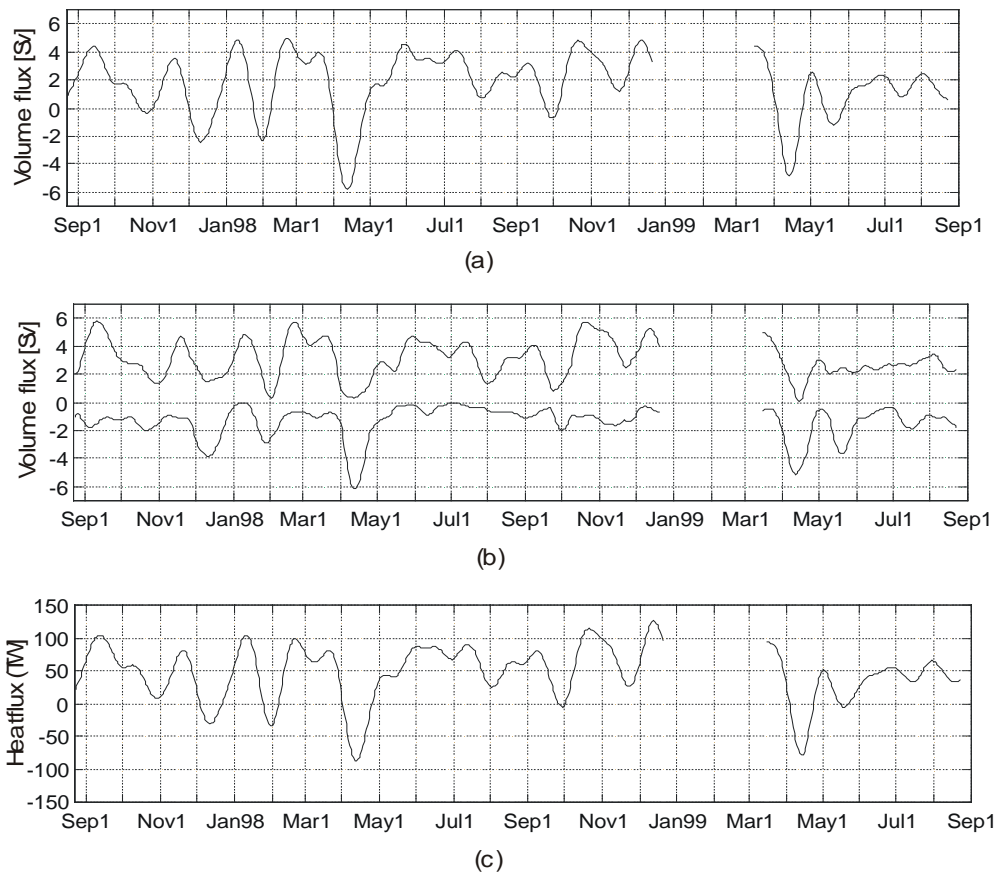 Volume flux [Sv]
6
4
2
0
-2
-4
-6
Sep1 Nov1 Jan98 Mar1 May1 Jul1 Sep1 Nov1 Jan99 Mar1 May1 Jul1 Sep1
(a)
Volume flux [Sv]
6
4
2
0
-2
-4
-6
Sep1 Nov1 Jan98 Mar1 May1 Jul1 Sep1 Nov1 Jan99 Mar1 May1 Jul1 Sep1
(b)
Heatflux (TW)
150
100
50
0
-50
-100
-150
Sep1 Nov1 Jan98 Mar1 May1 Jul1 Sep1 Nov1 Jan99 Mar1 May1 Jul1 Sep1
(c)